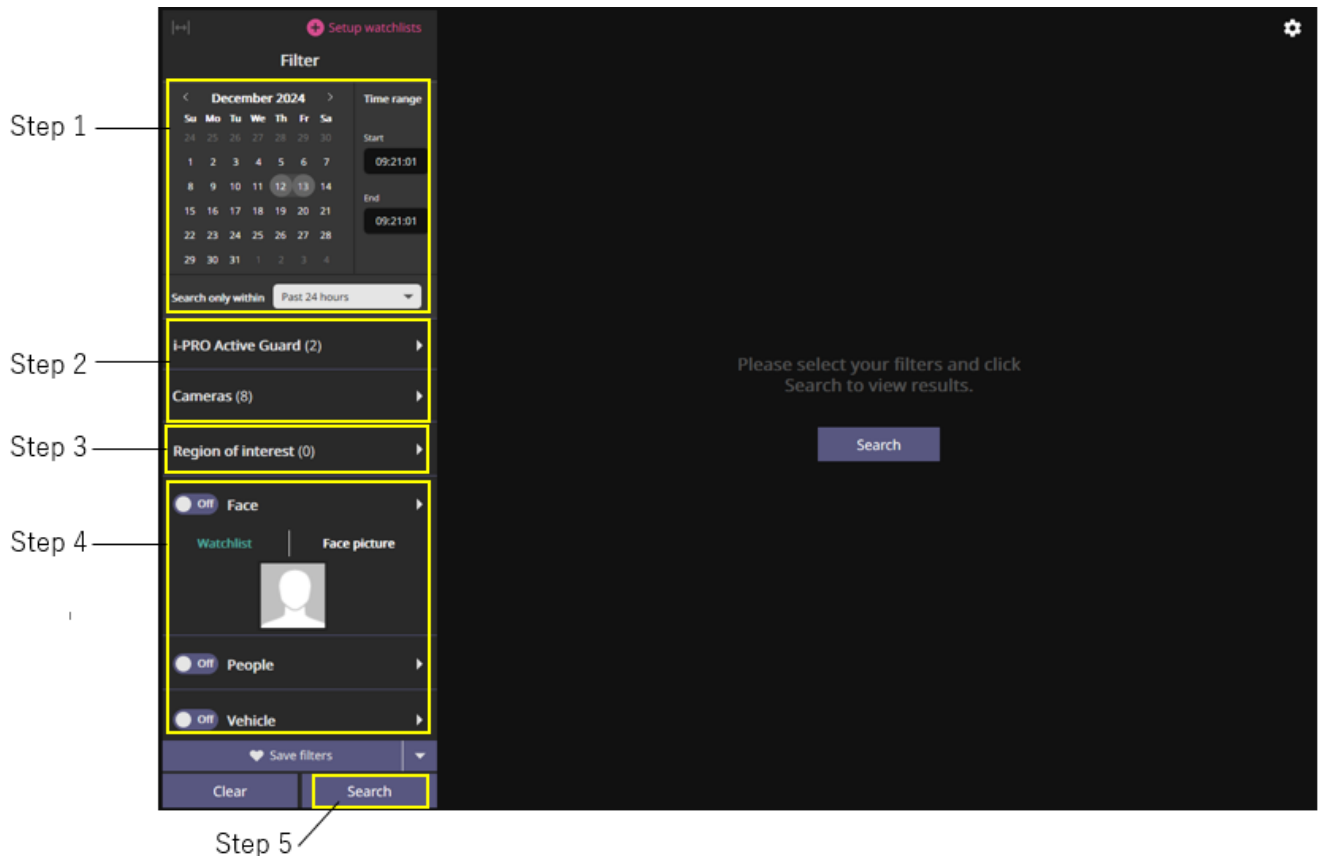 Setup watchlists
Filter
December 2024
Su Mo Tu We Th Fr Sa
24 25 26 27 28 29 30
1 2 3 4 5 6 7
8 9 10 11 12 13 14
15 16 17 18 19 20 21
22 23 24 25 26 27 28
29 30 31 1 2 3 4
Time range
Start
09:21:01
End
09:21:01
Search only within Past 24 hours
Step 1
i-PRO Active Guard (2)
Cameras (8)
Step 2
Region of interest (0)
Step 3
Off Face
Watchlist Face picture
Step 4
Off People
Off Vehicle
Save filters
Clear Search
Step 5
Please select your filters and click
Search to view results.
Search